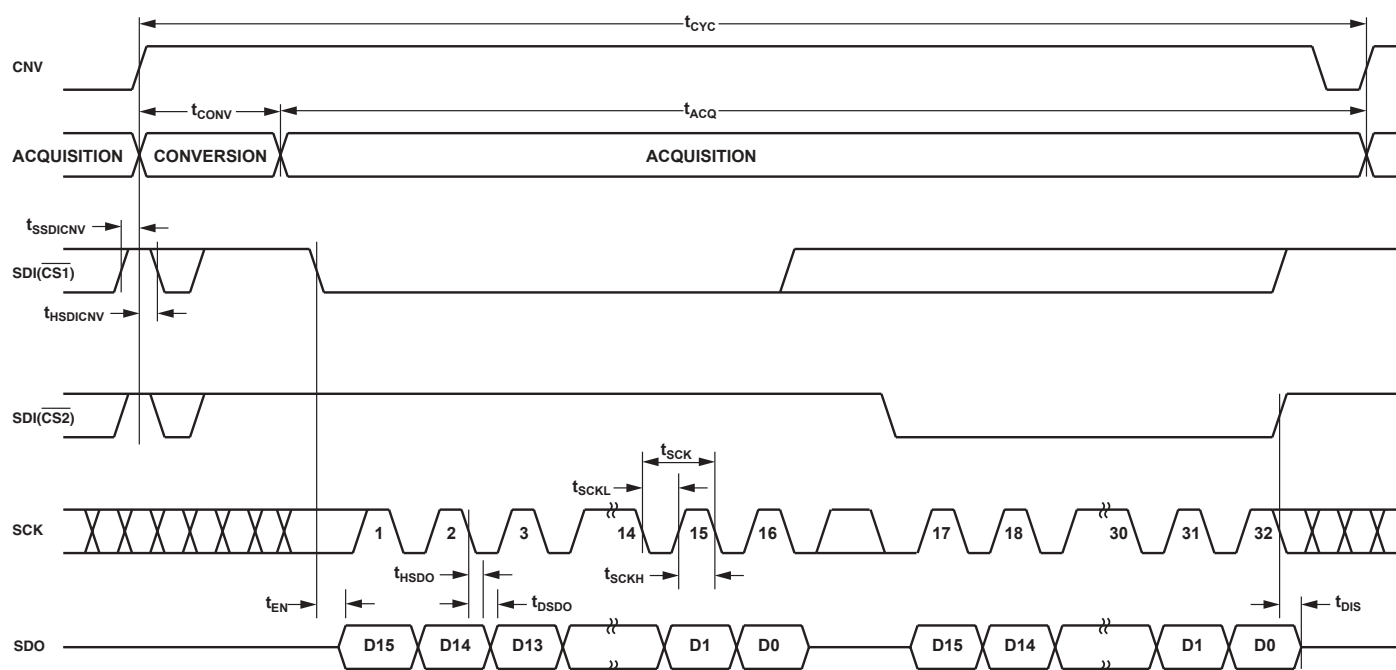 tCYC
CNV
tCONV tACQ
ACQUISITION CONVERSION ACQUISITION
tSSDICNV
SDI(CS1)
tHSDICNV
SDI(CS2)
tSCK
tSCKL
SCK 1 2 3 14 15 16 17 18 30 31 32
tHSDO tSCKH
tEN tDSDO tDIS
SDO D15 D14 D13 D1 D0 D15 D14 D1 D0